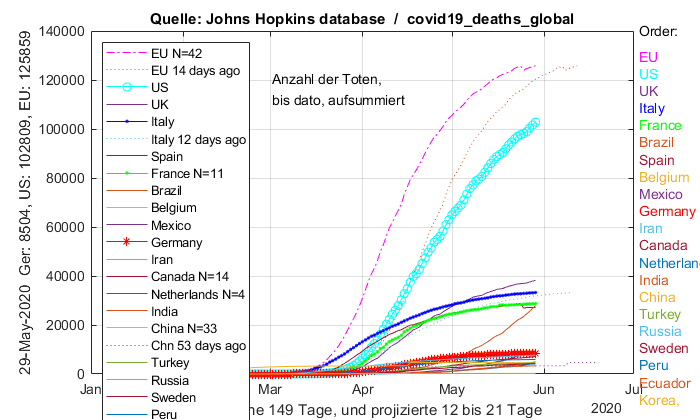 Quelle: Johns Hopkins database / covid19_deaths_global
Order:
29-May-2020 Ger: 8504, US: 102809, EU: 125859
140000
120000
100000
80000
60000
40000
20000
0
EU N=42
EU 14 days ago
US
UK
Italy
Italy 12 days ago
Spain
France N=11
Brazil
Belgium
Mexico
Germany
Iran
Canada N=14
Netherlands N=4
India
China N=33
Chn 53 days ago
Turkey
Russia
Sweden
Peru
Anzahl der Toten,
bis dato, aufsummiert
EU
US
UK
Italy
France
Brazil
Spain
Belgium
Mexico
Germany
Iran
Canada
Netherlan
India
China
Turkey
Russia
Sweden
Peru
Ecuador
Korea,
Jan
Mar
Apr
May
Jun
Jul
ne 149 Tage, und projizierte 12 bis 21 Tage
2020